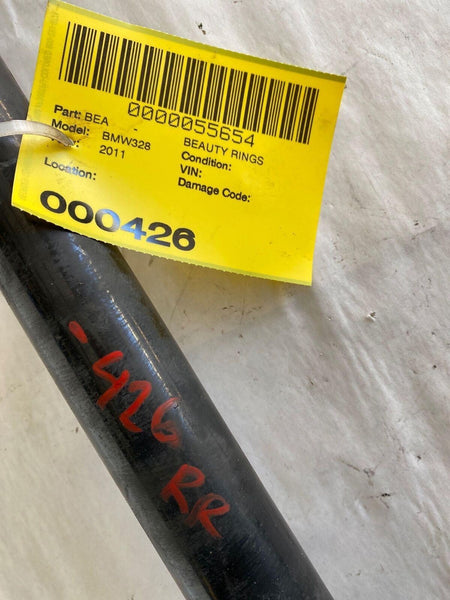 0000055654
Part: BEA
BEAUTY RINGS
Model: BMW328
Condition:
2011
VIN:
Location:
Damage Code:
000426
-426
RR